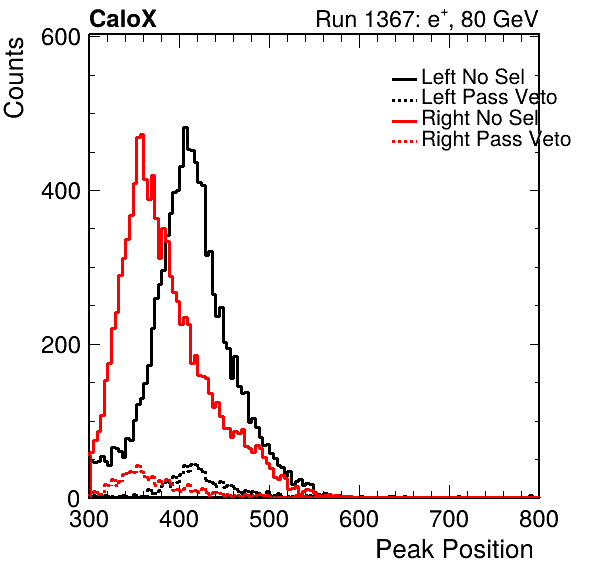 CaloX
Run 1367: e+, 80 GeV
Counts
600
400
200
0
Left No Sel
Left Pass Veto
Right No Sel
Right Pass Veto
300 400 500 600 700 800
Peak Position